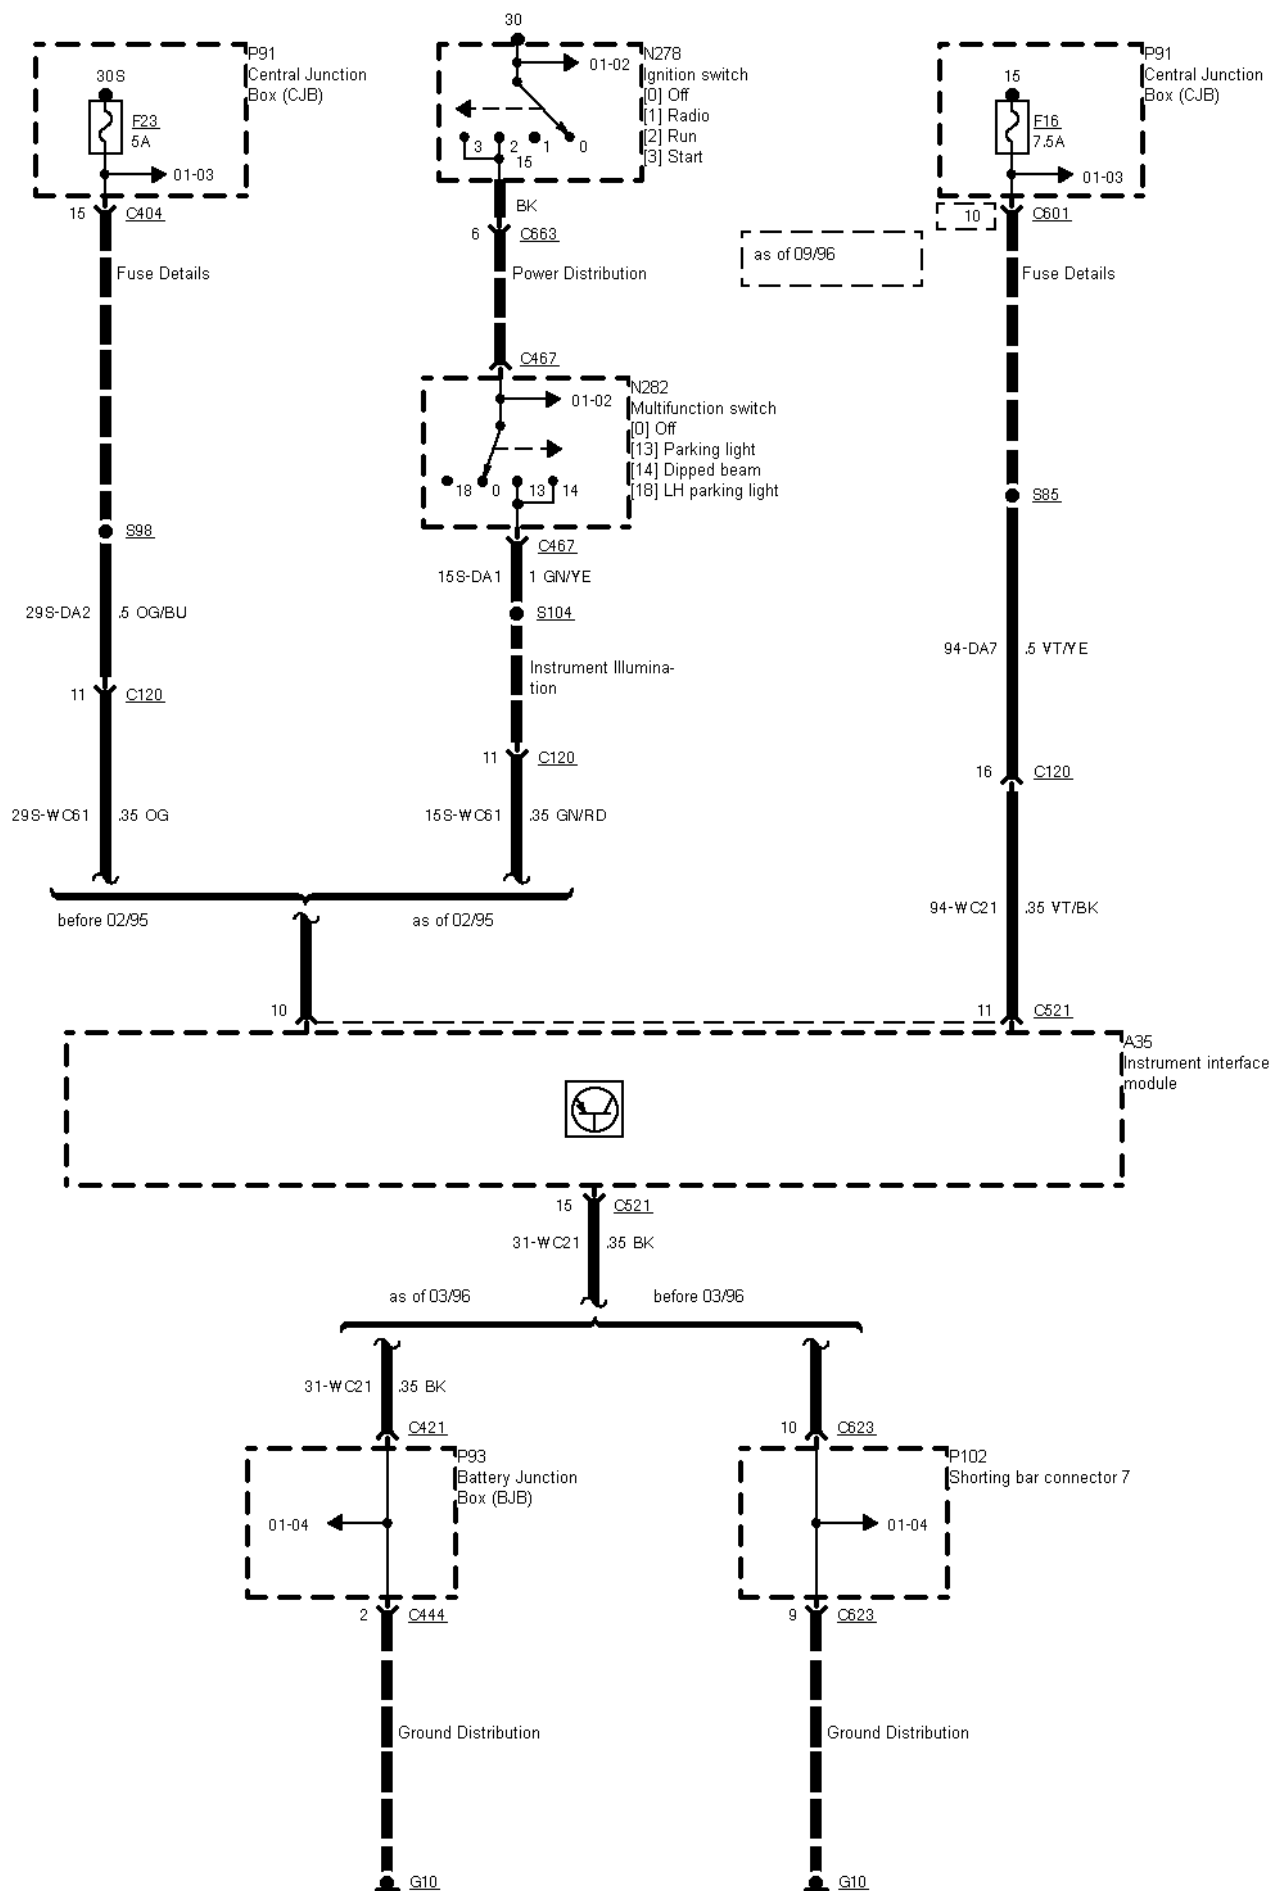 30
P91
Central Junction
Box (CJB)
30S
F23
5A
01-03
15
C404
N278
Ignition switch
[0] Off
[1] Radio
[2] Run
[3] Start
01-02
3
2
1
0
15
BK
6
C663
P91
Central Junction
Box (CJB)
15
F16
7.5A
01-03
10
C601
as of 09/96
Fuse Details
Power Distribution
Fuse Details
C467
N282
Multifunction switch
[0] Off
[13] Parking light
[14] Dipped beam
[18] LH parking light
01-02
18
0
13
14
C467
S98
S85
15S-DA1
1 GN/YE
S104
29S-DA2
.5 OG/BU
94-DA7
.5 VT/YE
Instrument Illumina-
tion
11
C120
11
C120
16
C120
29S-WC61
.35 OG
15S-WC61
.35 GN/RD
94-WC21
.35 VT/BK
before 02/95
as of 02/95
10
11
C521
A35
Instrument interface
module
15
C521
31-WC21
.35 BK
as of 03/96
before 03/96
31-WC21
.35 BK
C421
10
C623
P93
Battery Junction
Box (BJB)
01-04
P102
Shorting bar connector 7
01-04
2
C444
9
C623
Ground Distribution
Ground Distribution
G10
G10